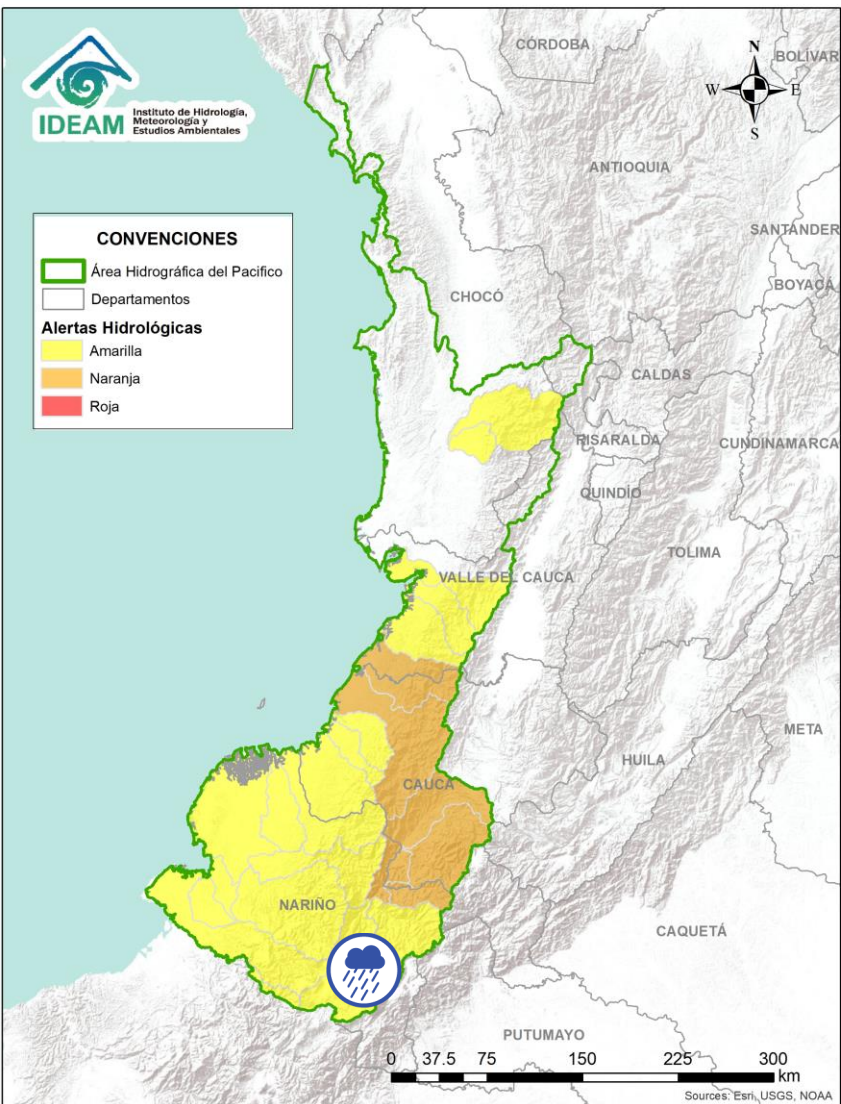 IDEAM
Instituto de Hidrología,
Meteorología y
Estudios Ambientales
CONVENCIONES
Área Hidrográfica del Pacifico
Departamentos
Alertas Hidrológicas
Amarilla
Naranja
Roja
N
W
E
S
CÓRDOBA
BOLÍVAR
ANTIOQUIA
SANTANDER
BOYACÁ
CHOCÓ
CALDAS
RISARALDA
CUNDINAMARCA
QUINDÍO
TOLIMA
VALLE DEL CAUCA
META
HUILA
CAUCA
NARIÑO
CAQUETÁ
PUTUMAYO
0 37.5 75 150 225 300
km
Sources: Esri, USGS, NOAA